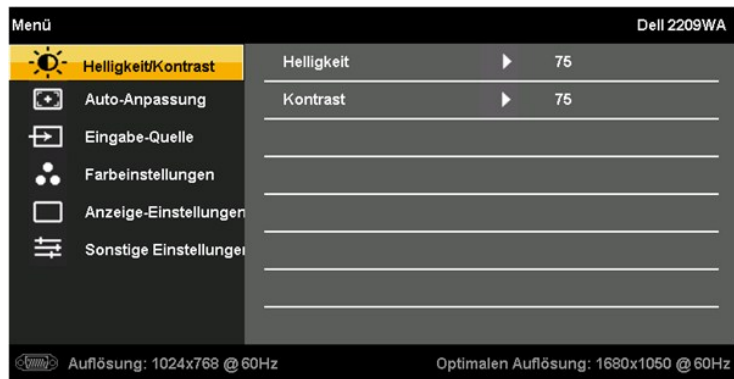 Menü Dell 2209WA
Helligkeit/Kontrast Helligkeit 75
Auto-Anpassung Kontrast 75
Eingabe-Quelle
Farbeinstellungen
Anzeige-Einstellungen
Sonstige Einstellunge
Auflösung: 1024x768 @ 60Hz Optimalen Auflösung: 1680x1050 @ 60Hz